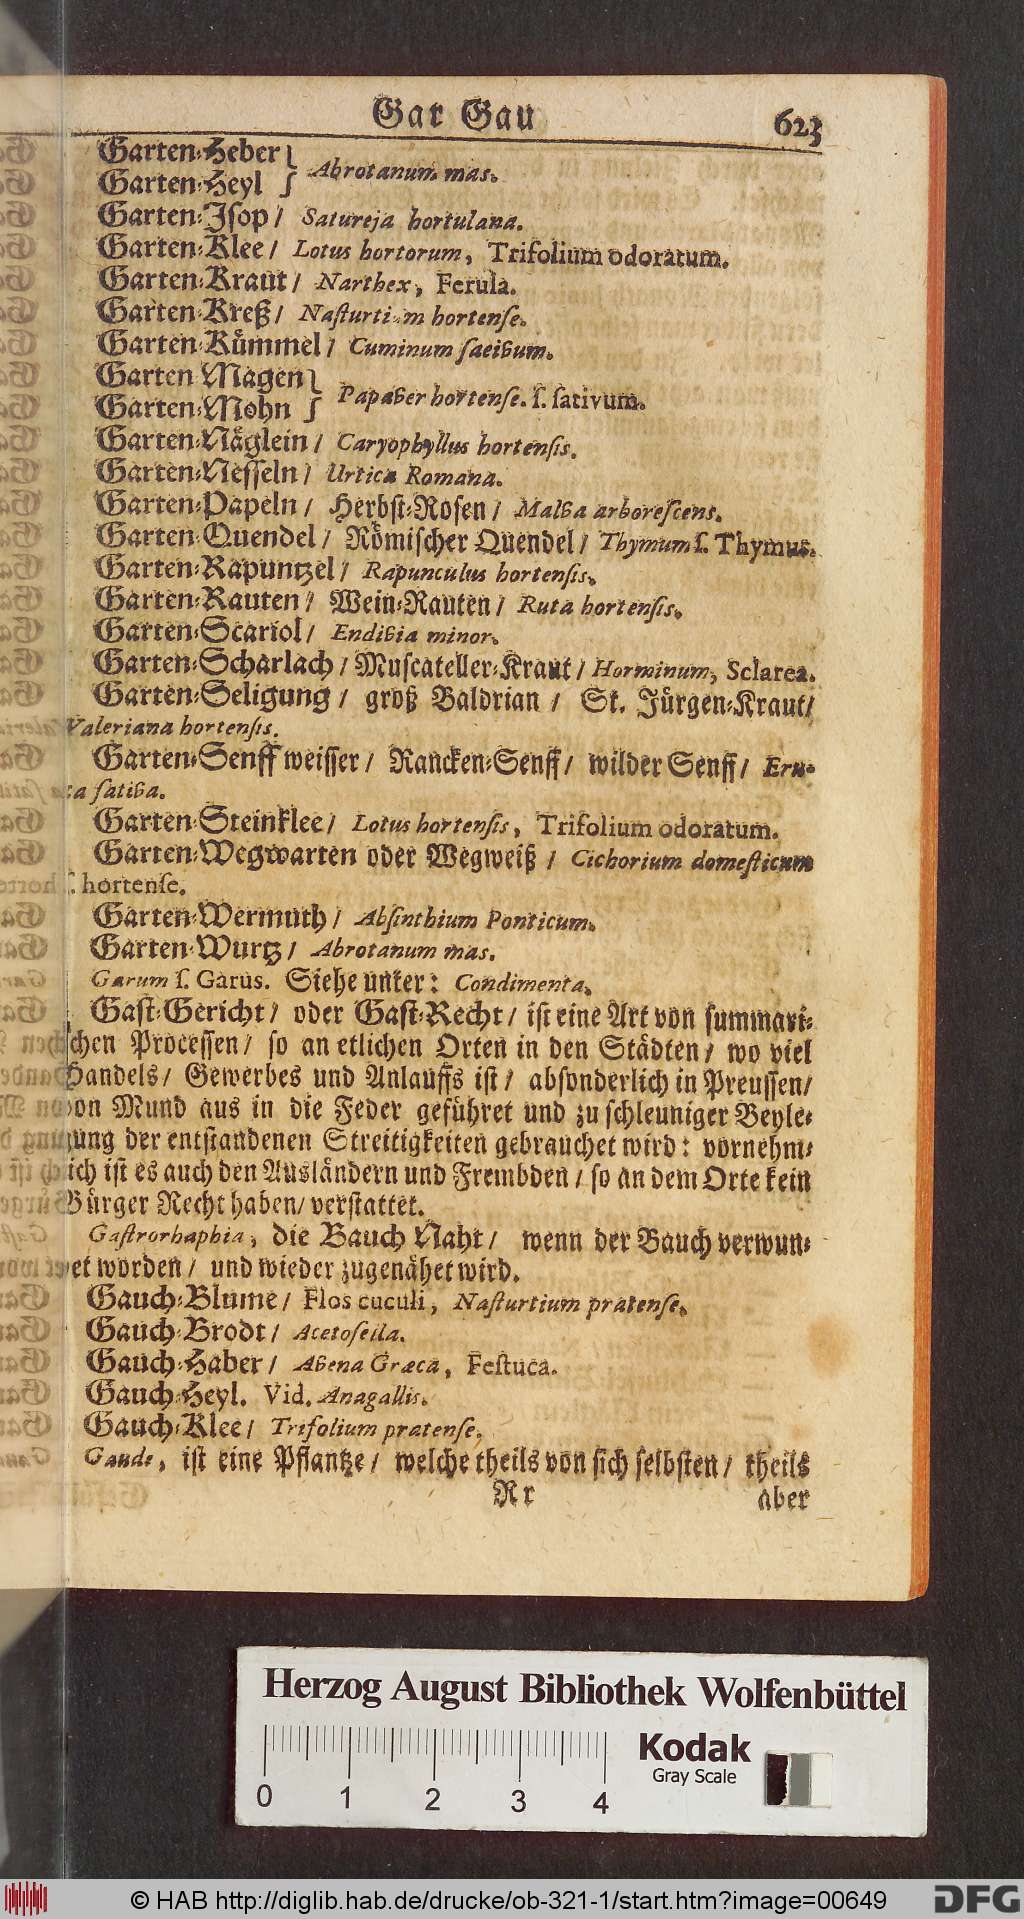 Gar Gau 623
Garten-Heber }
Garten-Heyl } Abrotanum mas.
Garten-Isop / Satureja hortulana.
Garten-Klee / Lotus hortorum, Trifolium odoratum.
Garten-Kraut / Narthex, Ferula.
Garten-Kreß / Naſturtium hortenſe.
Garten-Kümmel / Cuminum ſativum.
Garten Magen }
Garten-Mohn } Papaver hortenſe. ſ. ſativum.
Garten-Näglein / Caryophyllus hortenſis.
Garten-Neſſeln / Urtica Romana.
Garten-Papeln / Herbſt-Roſen / Malva arboreſcens.
Garten-Quendel / Römiſcher Quendel / Thymum ſ. Thymus.
Garten-Rapuntzel / Rapunculus hortenſis.
Garten-Rauten / Wein-Rauten / Ruta hortenſis.
Garten-Scariol / Endivia minor.
Garten-Scharlach / Muſcateller-Kraut / Horminum, Sclarea.
Garten-Seligung / groß Baldrian / St. Jürgen-Kraut /
Valeriana hortenſis.
Garten-Senff weiſſer / Rancken-Senff / wilder Senff / Eru-
ca ſativa.
Garten-Steinklee / Lotus hortenſis, Trifolium odoratum.
Garten-Wegwarten oder Wegweiß / Cichorium domeſticum
ſ. hortenſe.
Garten-Wermuth / Abſinthium Ponticum.
Garten-Wurtz / Abrotanum mas.
Garum ſ. Garus. Siehe unter: Condimenta.
Gaſt-Gericht / oder Gaſt-Recht / iſt eine Art von ſummari-
ſchen Proceſſen / ſo an etlichen Orten in den Städten / wo viel
Handels / Gewerbes und Anlauffs iſt / abſonderlich in Preuſſen /
von Mund aus in die Feder geführet und zu ſchleuniger Beyle-
gung der entſtandenen Streitigkeiten gebrauchet wird: vornehm-
lich iſt es auch den Ausländern und Frembden / ſo an dem Orte kein
Bürger Recht haben / verſtattet.
Gaſtrorhaphia, die Bauch Naht / wenn der Bauch verwun-
det worden / und wieder zugenähet wird.
Gauch-Blume / Flos cuculi, Naſturtium pratenſe.
Gauch-Brodt / Acetoſella.
Gauch-Haber / Avena Græca, Feſtuca.
Gauch-Heyl. Vid. Anagallis.
Gauch-Klee / Trifolium pratenſe.
Gaude, iſt eine Pflantze / welche theils von ſich ſelbſten / theils
Rr aber
Herzog August Bibliothek Wolfenbüttel
Kodak
Gray Scale
0 1 2 3 4
© HAB http://diglib.hab.de/drucke/ob-321-1/start.htm?image=00649
DFG